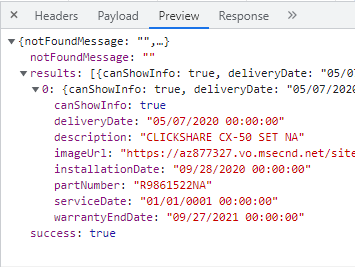 Headers Payload Preview Response
{notFoundMessage: "",…}
notFoundMessage: ""
results: [{canShowInfo: true, deliveryDate: "05/07
0: {canShowInfo: true, deliveryDate: "05/07/2020
canShowInfo: true
deliveryDate: "05/07/2020 00:00:00"
description: "CLICKSHARE CX-50 SET NA"
imageUrl: "https://az877327.vo.msecnd.net/site
installationDate: "09/28/2020 00:00:00"
partNumber: "R9861522NA"
serviceDate: "01/01/0001 00:00:00"
warrantyEndDate: "09/27/2021 00:00:00"
success: true